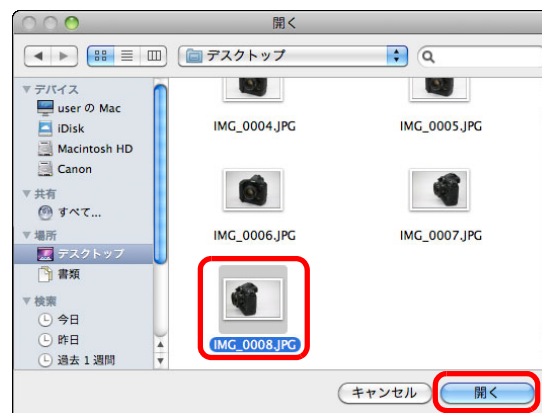 開く
デスクトップ
デバイス
user の Mac
iDisk
Macintosh HD
Canon
共有
すべて...
場所
デスクトップ
書類
検索
今日
昨日
過去 1 週間
IMG_0004.JPG
IMG_0005.JPG
IMG_0006.JPG
IMG_0007.JPG
IMG_0008.JPG
キャンセル
開く